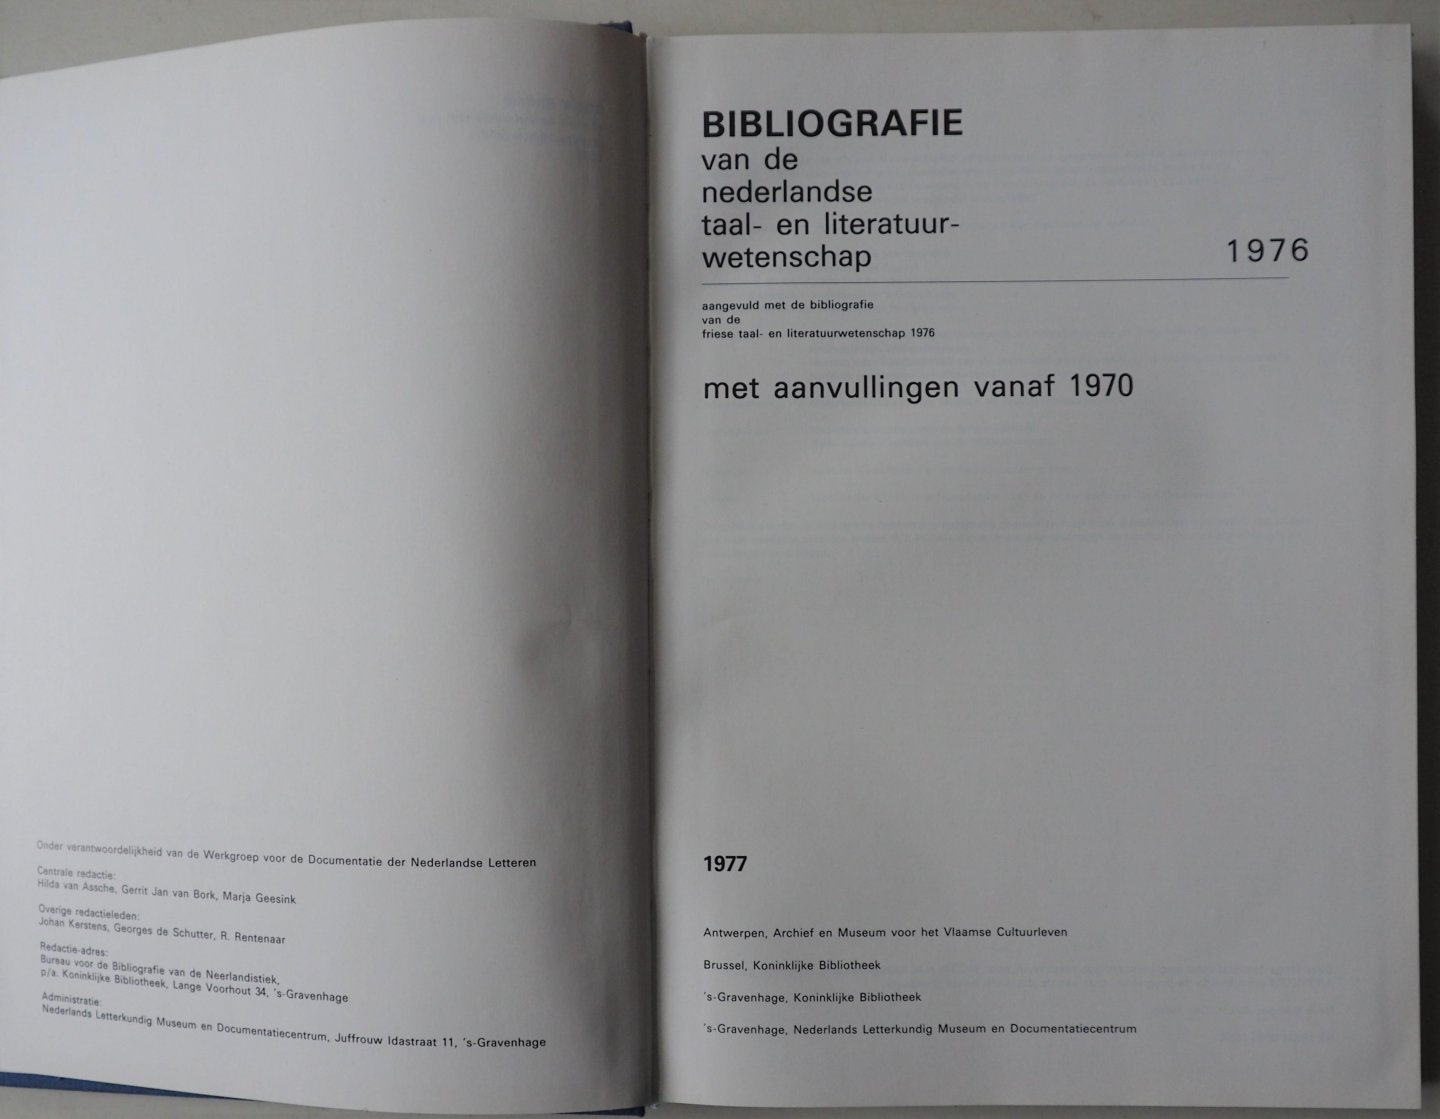 Onder verantwoordelijkheid van de Werkgroep voor de Documentatie der Nederlandse Letteren
Centrale redactie:
Hilda van Assche, Gerrit Jan van Bork, Marja Geesink
Overige redactieleden:
Johan Kerstens, Georges de Schutter, R. Rentenaar
Redactie-adres:
Bureau voor de Bibliografie van de Neerlandistiek,
p/a. Koninklijke Bibliotheek, Lange Voorhout 34, 's-Gravenhage
Administratie:
Nederlands Letterkundig Museum en Documentatiecentrum, Juffrouw Idastraat 11, 's-Gravenhage
BIBLIOGRAFIE
van de
nederlandse
taal- en literatuur-
wetenschap 1976
aangevuld met de bibliografie
van de
friese taal- en literatuurwetenschap 1976
met aanvullingen vanaf 1970
1977
Antwerpen, Archief en Museum voor het Vlaamse Cultuurleven
Brussel, Koninklijke Bibliotheek
's-Gravenhage, Koninklijke Bibliotheek
's-Gravenhage, Nederlands Letterkundig Museum en Documentatiecentrum